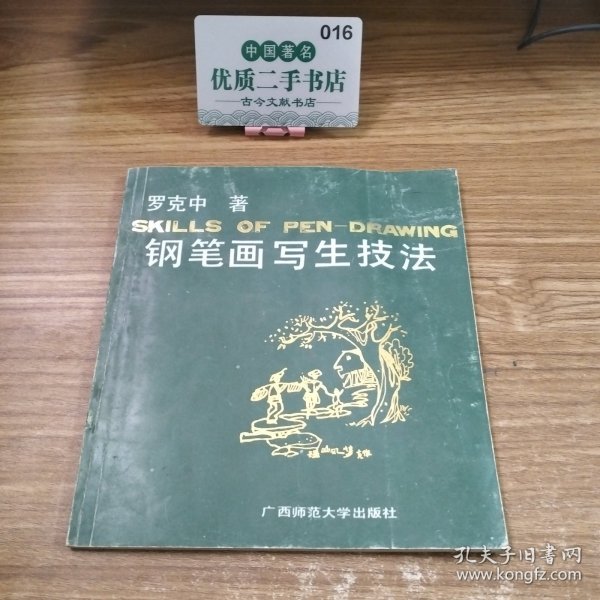 016
中国著名
优质二手书店
古今文献书店
罗克中 著
SKILLS OF PEN-DRAWING
钢笔画写生技法
广西师范大学出版社
孔夫子旧书网
www.kongfz.com